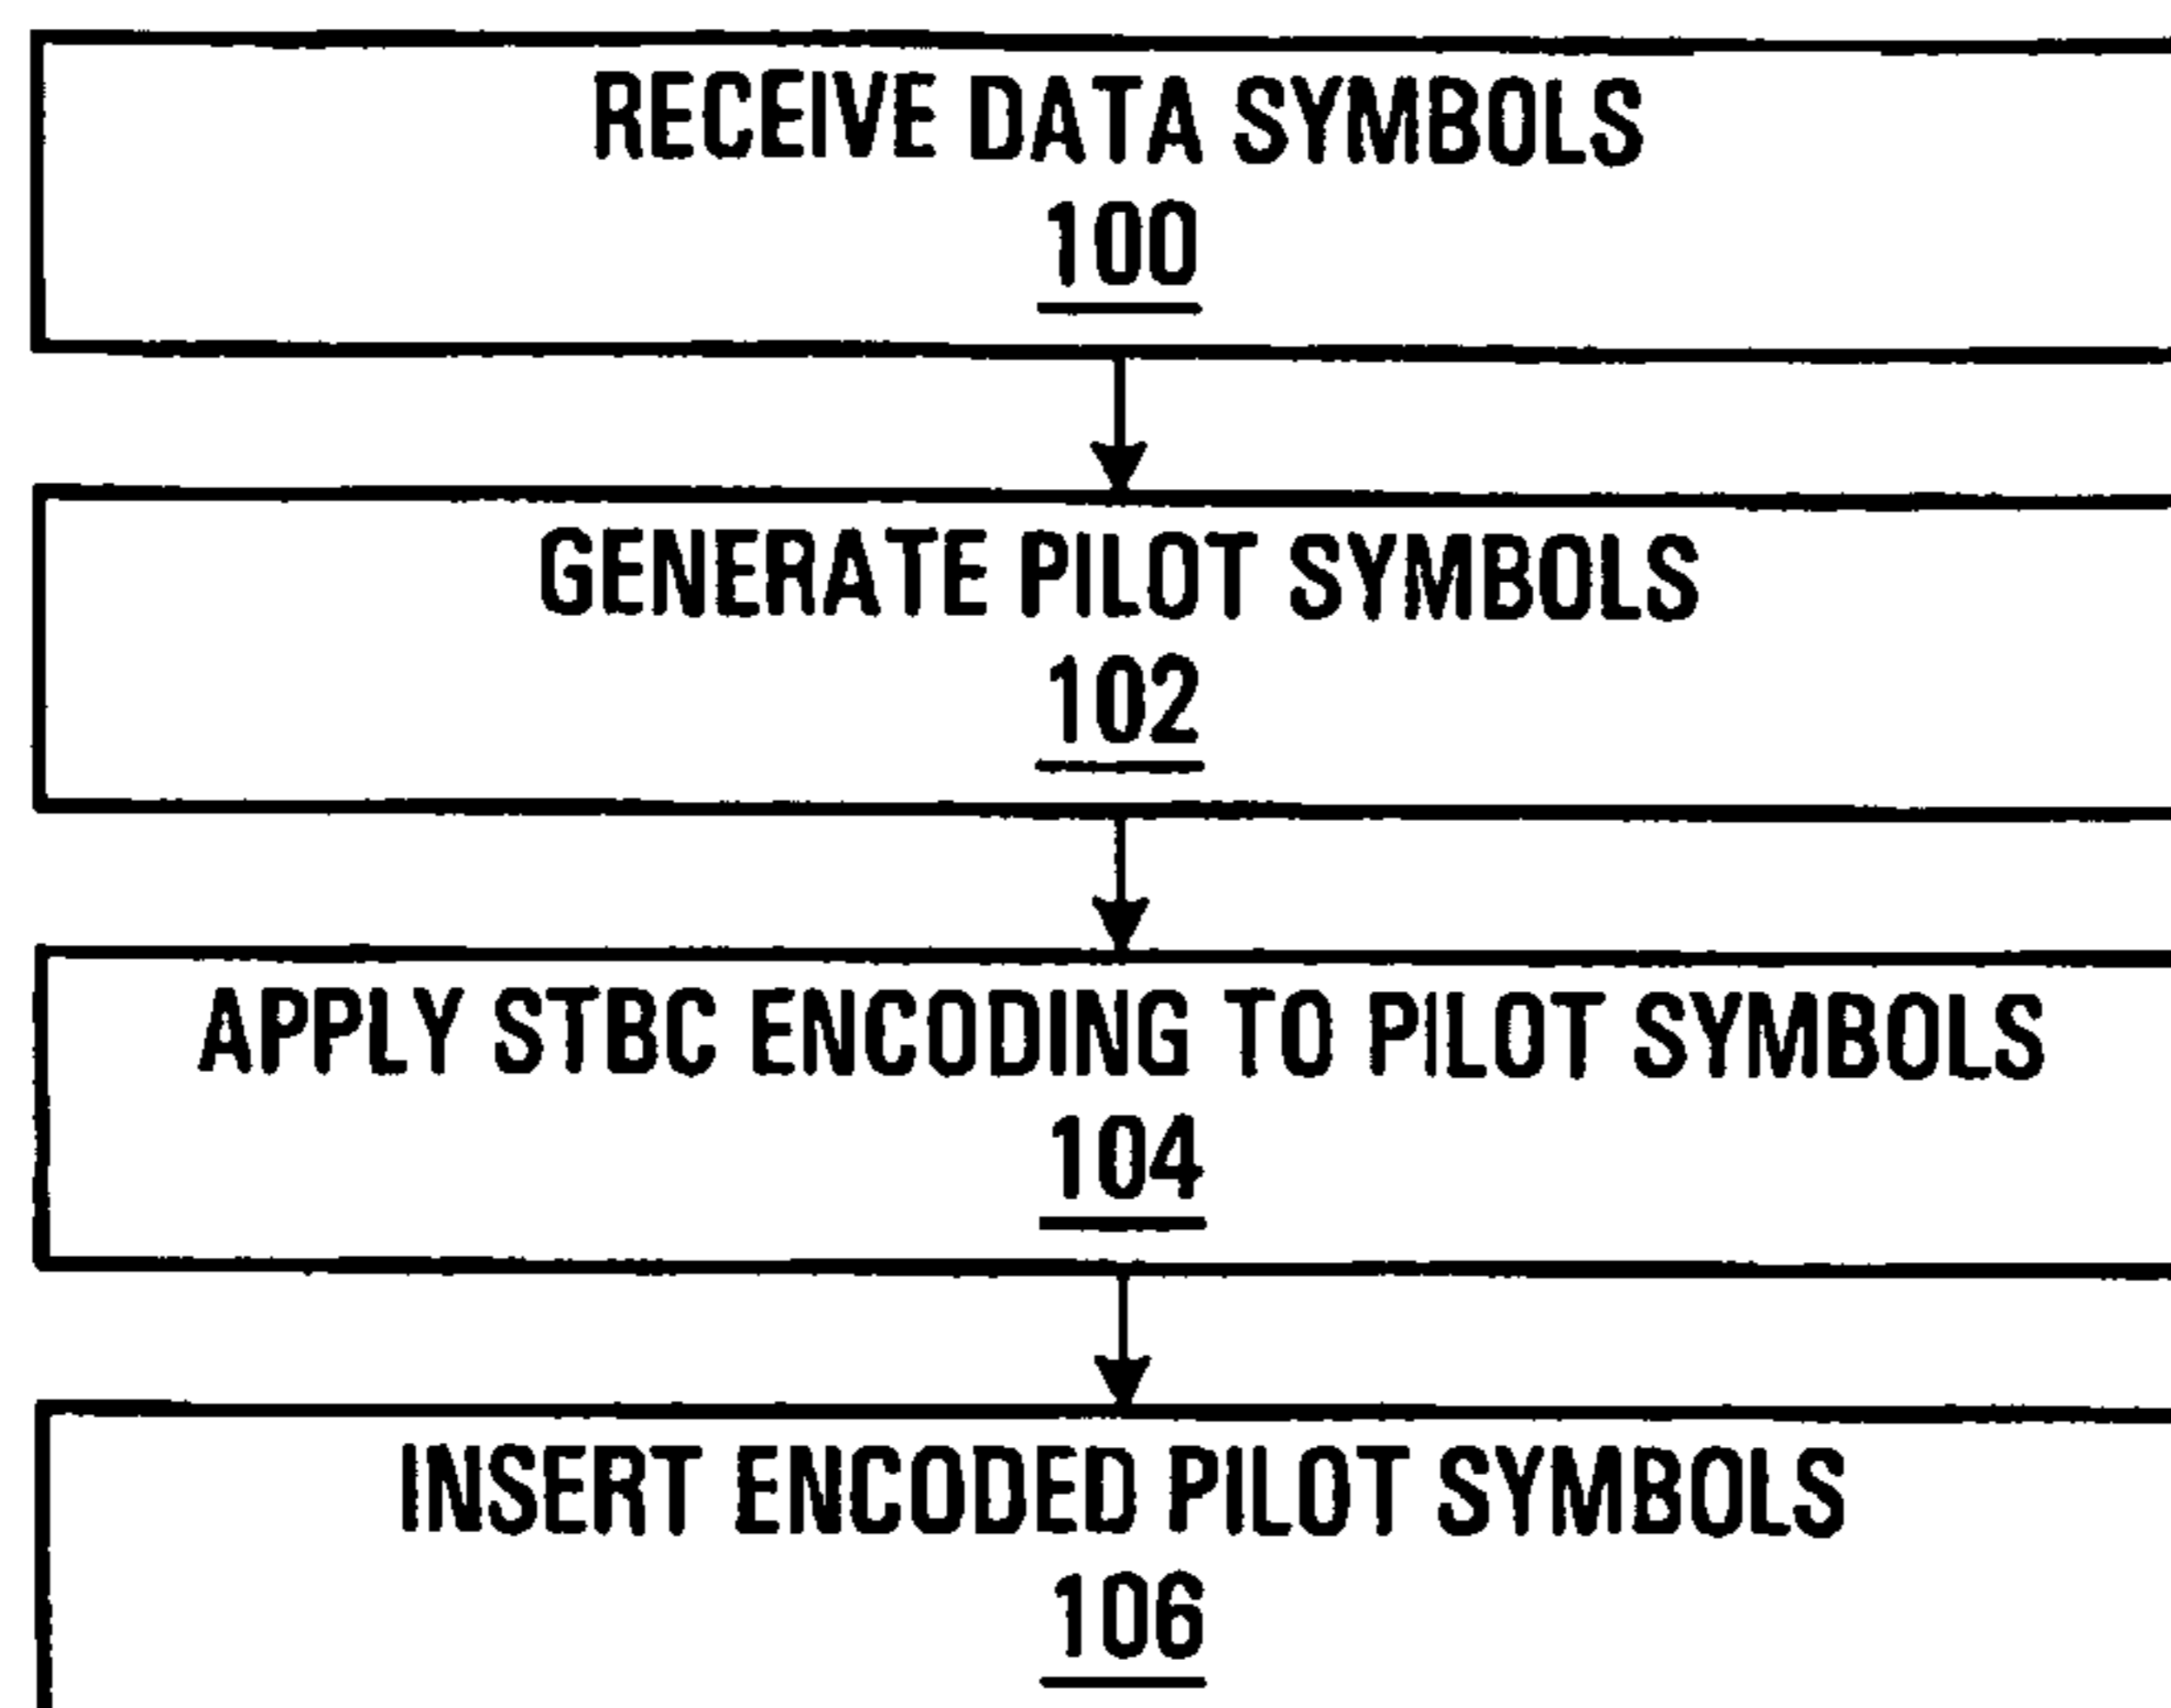 RECEIVE DATA SYMBOLS
100
GENERATE PILOT SYMBOLS
102
APPLY STBC ENCODING TO PILOT SYMBOLS
104
INSERT ENCODED PILOT SYMBOLS
106